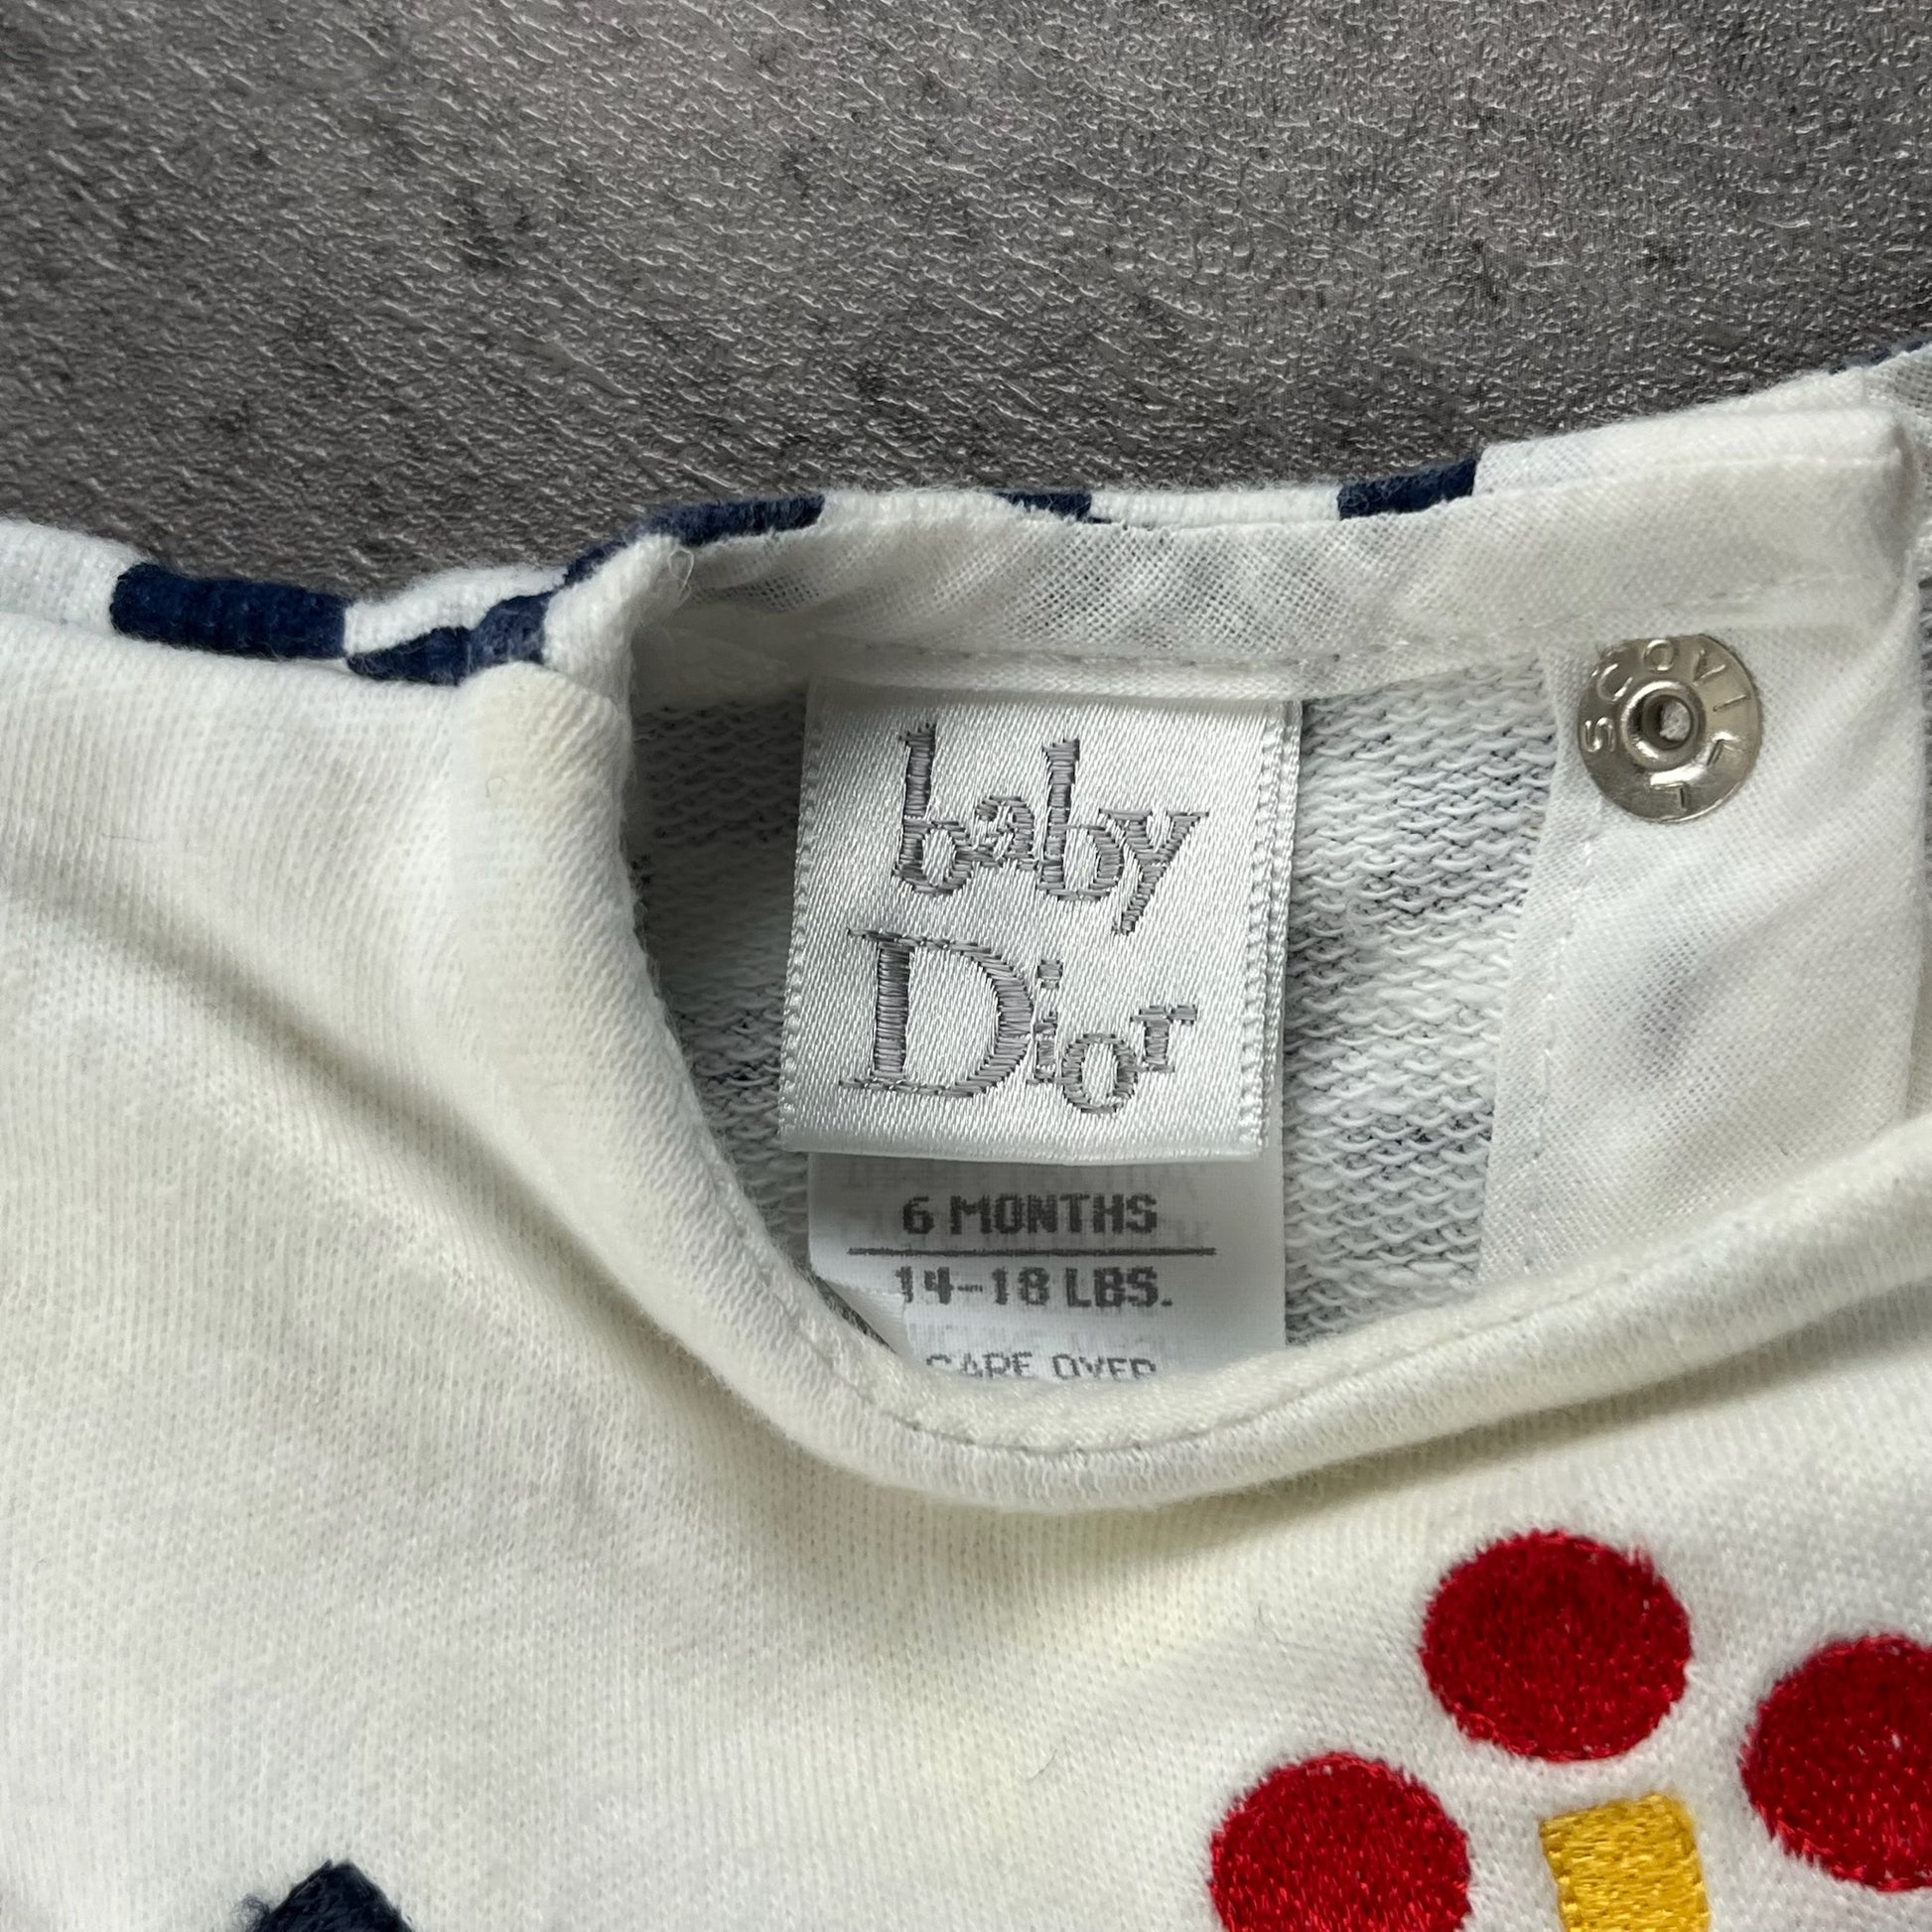 baby
Dior
6 MONTHS
14-18 LBS.
CARE OVER
SCOVILL